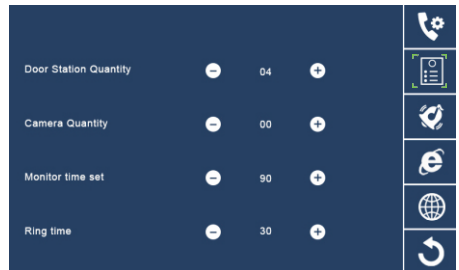 Door Station Quantity 04
Camera Quantity 00
Monitor time set 90
Ring time 30